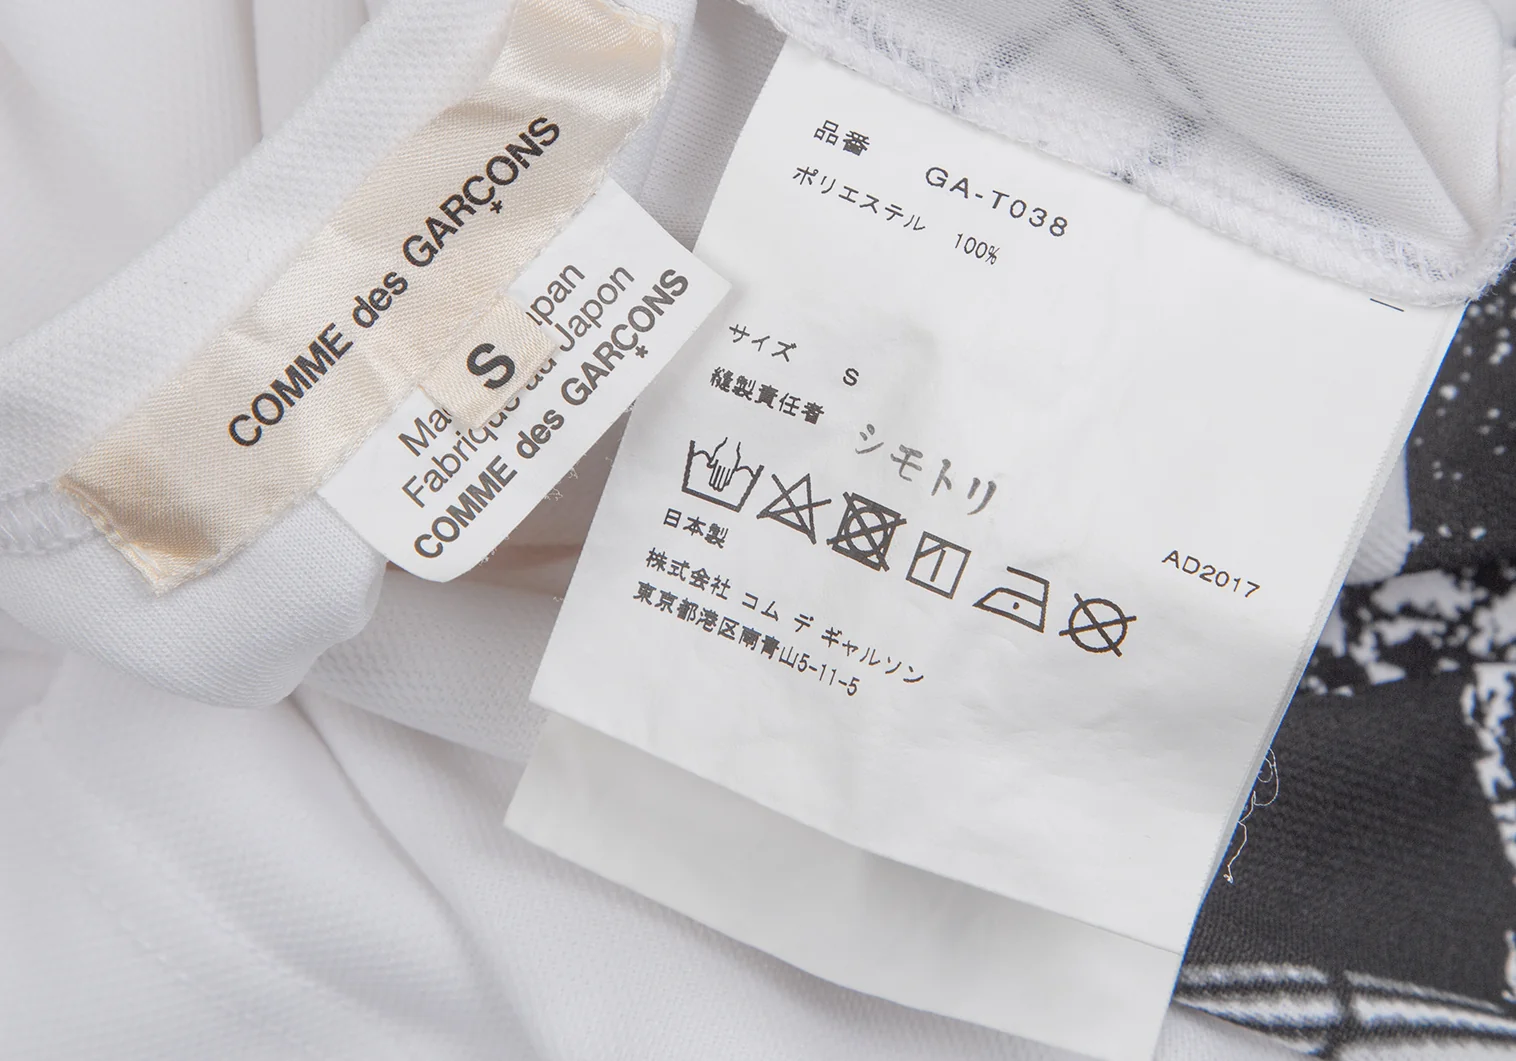 COMME des GARÇONS
S
Fabriqué au Japon
COMME des GARÇONS
品番 GA-T038
ポリエステル 100%
サイズ S
縫製責任者 シモトリ
日本製
AD2017
株式会社 コム デ ギャルソン
東京都港区南青山5-11-5